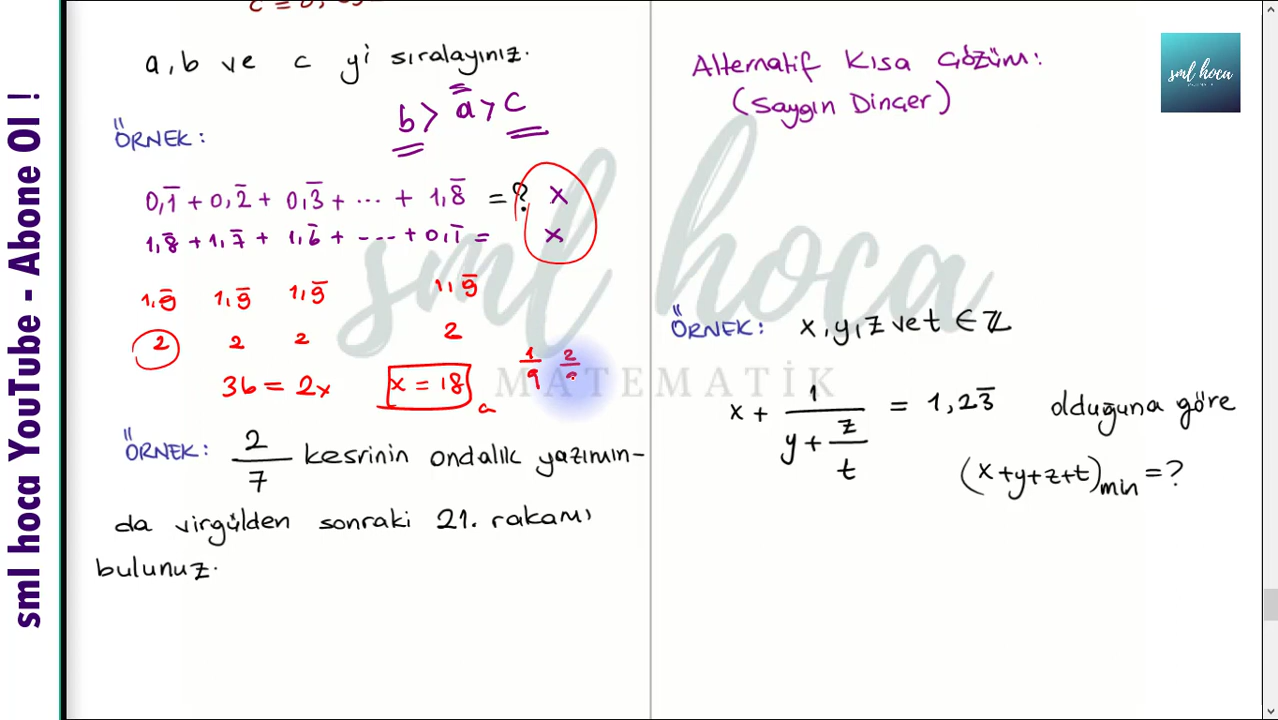 sml hoca YouTube - Abone Ol !
a, b ve c yi sıralayınız.
b > a > c
ÖRNEK:
0,1̅ + 0,2̅ + 0,3̅ + ... + 1,8̅ = ? x
1,8̅ + 1,7̅ + 1,6̅ + ---- + 0,1̅ = x
1,9̅ 1,9̅ 1,9̅ 1,9̅
2 2 2 2
36 = 2x x = 18 1/9 2/
ÖRNEK: 2/7 kesrinin ondalık yazımın-
da virgülden sonraki 21. rakamı
bulunuz.
Alternatif Kısa Çözüm:
(Saygın Dinçer)
sml hoca
sml hoca
MATEMATİK
ÖRNEK: x, y, z ve t ∈ ℤ
x + 1/(y + z/t) = 1,23̅ olduğuna göre
(x+y+z+t)min = ?